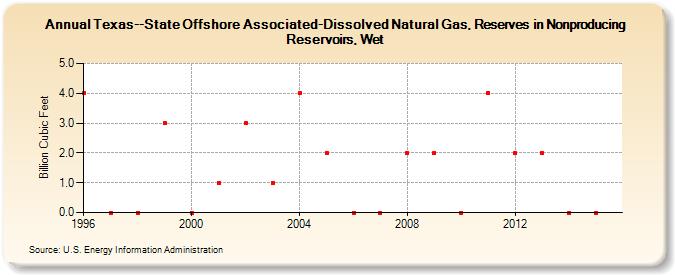 Annual Texas--State Offshore Associated-Dissolved Natural Gas, Reserves in Nonproducing
Reservoirs, Wet
Billion Cubic Feet
5.0
4.0
3.0
2.0
1.0
0.0
1996 2000 2004 2008 2012
Source: U.S. Energy Information Administration